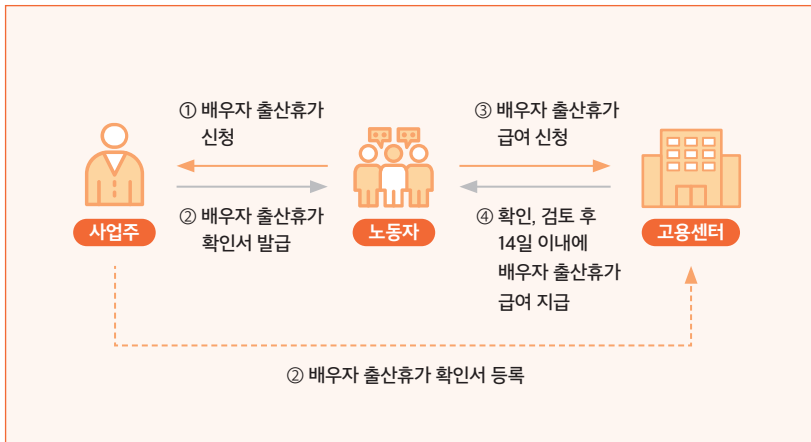 ① 배우자 출산휴가
신청
③ 배우자 출산휴가
급여 신청
② 배우자 출산휴가
확인서 발급
④ 확인, 검토 후
14일 이내에
배우자 출산휴가
급여 지급
사업주
노동자
고용센터
② 배우자 출산휴가 확인서 등록